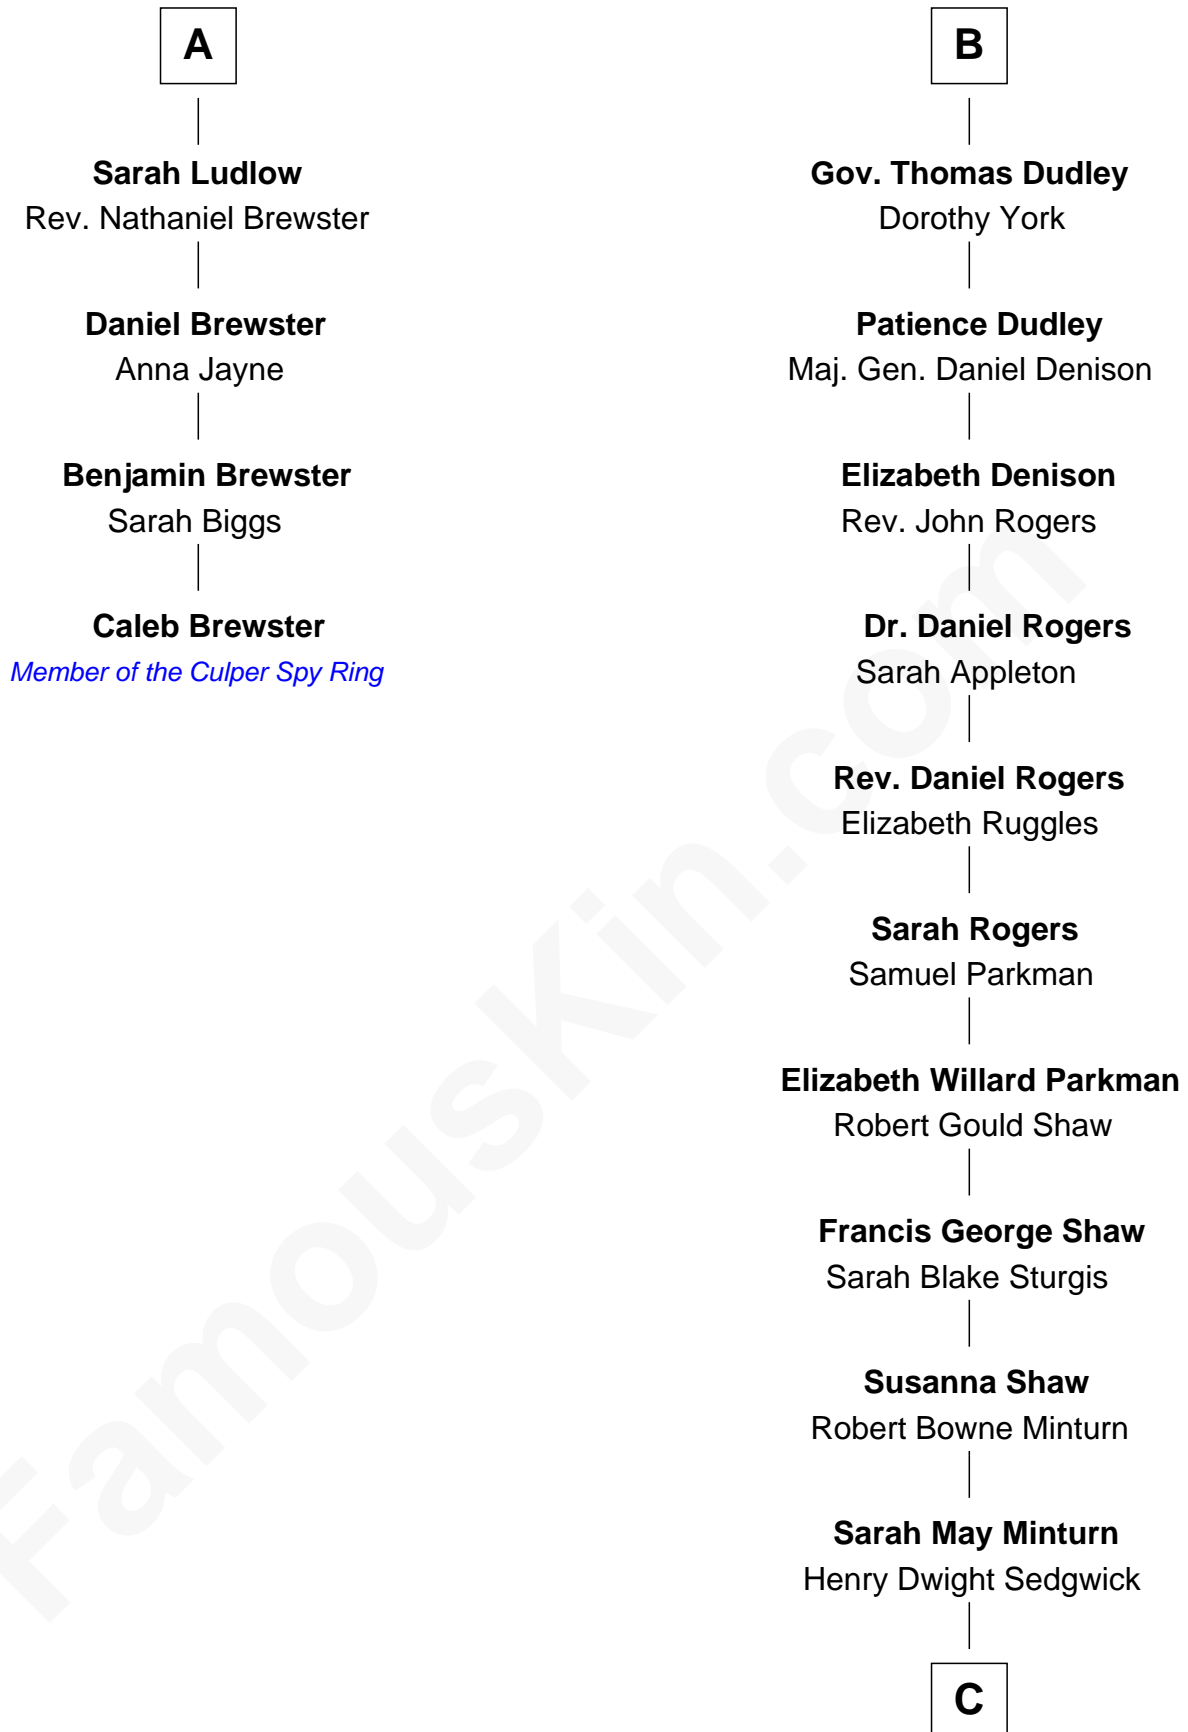 A
Sarah Ludlow
Rev. Nathaniel Brewster
Daniel Brewster
Anna Jayne
Benjamin Brewster
Sarah Biggs
Caleb Brewster
Member of the Culper Spy Ring
B
Gov. Thomas Dudley
Dorothy York
Patience Dudley
Maj. Gen. Daniel Denison
Elizabeth Denison
Rev. John Rogers
Dr. Daniel Rogers
Sarah Appleton
Rev. Daniel Rogers
Elizabeth Ruggles
Sarah Rogers
Samuel Parkman
Elizabeth Willard Parkman
Robert Gould Shaw
Francis George Shaw
Sarah Blake Sturgis
Susanna Shaw
Robert Bowne Minturn
Sarah May Minturn
Henry Dwight Sedgwick
C
FamousKin.com